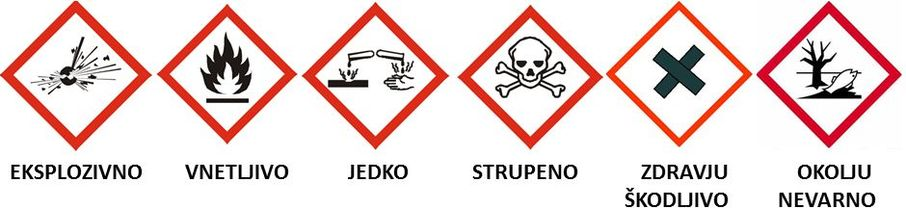 EKSPLOZIVNO
VNETLJIVO
JEDKO
STRUPENO
ZDRAVJU
ŠKODLJIVO
OKOLJU
NEVARNO